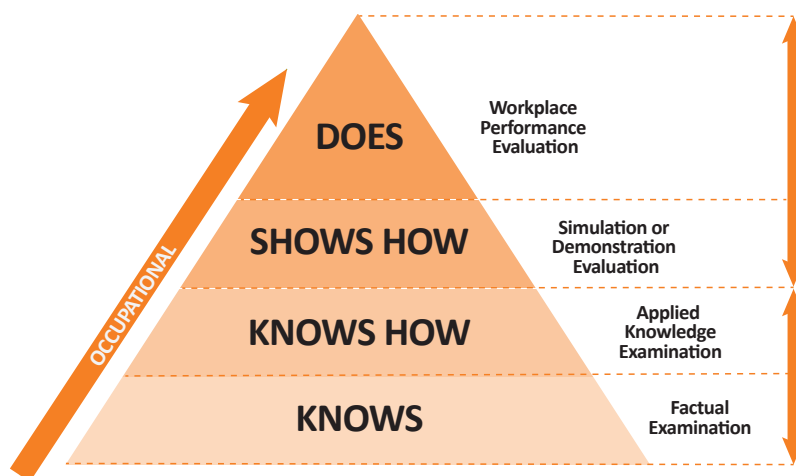 DOES
Workplace
Performance
Evaluation
SHOWS HOW
Simulation or
Demonstration
Evaluation
OCCUPATIONAL
KNOWS HOW
Applied
Knowledge
Examination
KNOWS
Factual
Examination